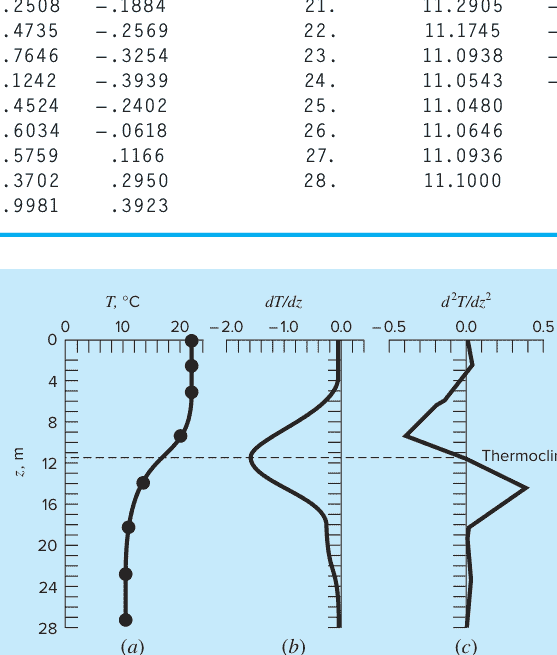 .2508 –.1884 21. 11.2905 –
.4735 –.2569 22. 11.1745 –
.7646 –.3254 23. 11.0938 –
.1242 –.3939 24. 11.0543 –
.4524 –.2402 25. 11.0480
.6034 –.0618 26. 11.0646
.5759 .1166 27. 11.0936
.3702 .2950 28. 11.1000
.9981 .3923
T, °C dT/dz d²T/dz²
0 10 20 –2.0 –1.0 0.0 –0.5 0.0 0.5
0
4
8
Thermoclin
12
z, m
16
20
24
28
(a) (b) (c)